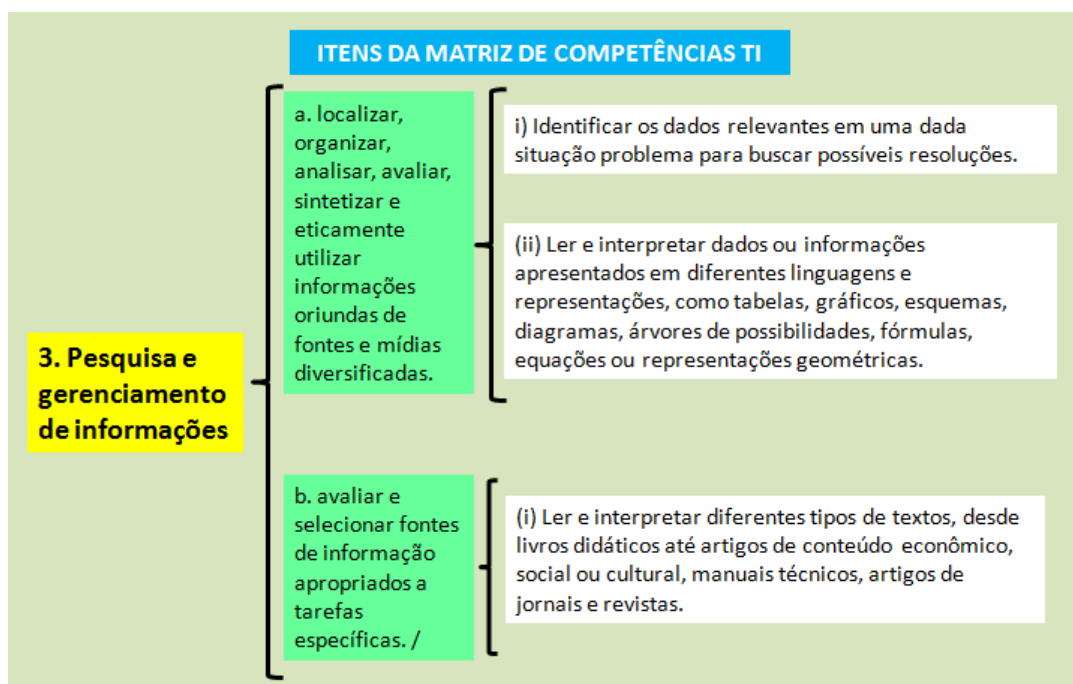 ITENS DA MATRIZ DE COMPETÊNCIAS TI
3. Pesquisa e
gerenciamento
de informações
a. localizar,
organizar,
analisar, avaliar,
sintetizar e
eticamente
utilizar
informações
oriundas de
fontes e mídias
diversificadas.
i) Identificar os dados relevantes em uma dada
situação problema para buscar possíveis resoluções.
(ii) Ler e interpretar dados ou informações
apresentados em diferentes linguagens e
representações, como tabelas, gráficos, esquemas,
diagramas, árvores de possibilidades, fórmulas,
equações ou representações geométricas.
b. avaliar e
selecionar fontes
de informação
apropriados a
tarefas
específicas. /
(i) Ler e interpretar diferentes tipos de textos, desde
livros didáticos até artigos de conteúdo econômico,
social ou cultural, manuais técnicos, artigos de
jornais e revistas.